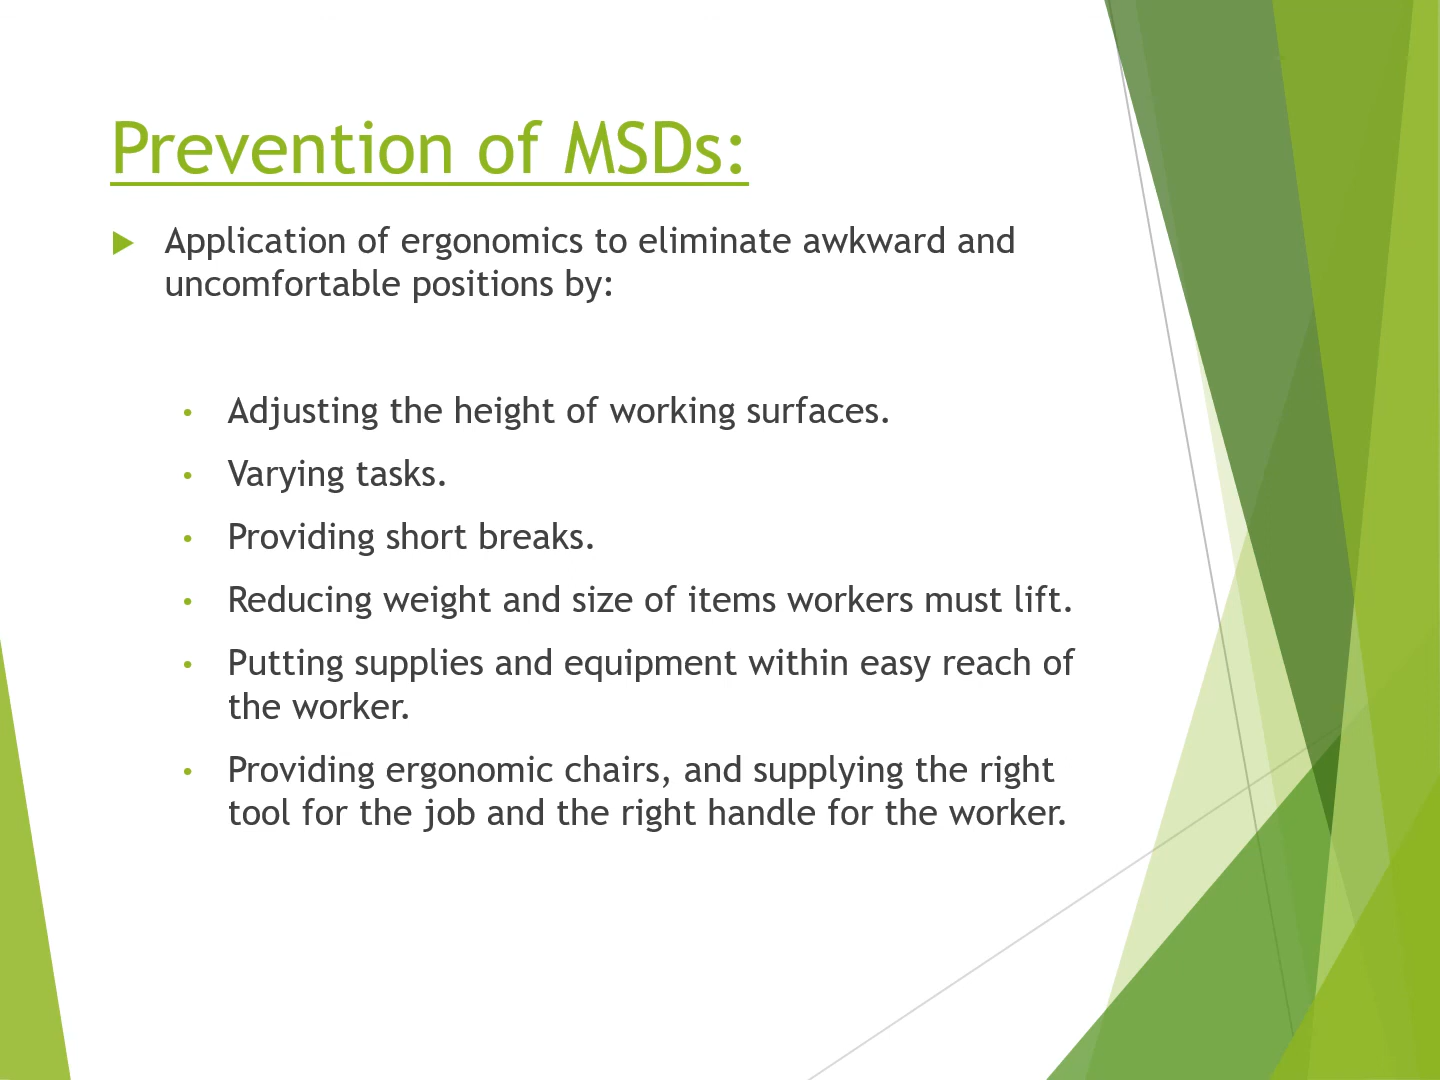 Prevention of MSDs:
Application of ergonomics to eliminate awkward and
uncomfortable positions by:
Adjusting the height of working surfaces.
Varying tasks.
Providing short breaks.
Reducing weight and size of items workers must lift.
Putting supplies and equipment within easy reach of
the worker.
Providing ergonomic chairs, and supplying the right
tool for the job and the right handle for the worker.